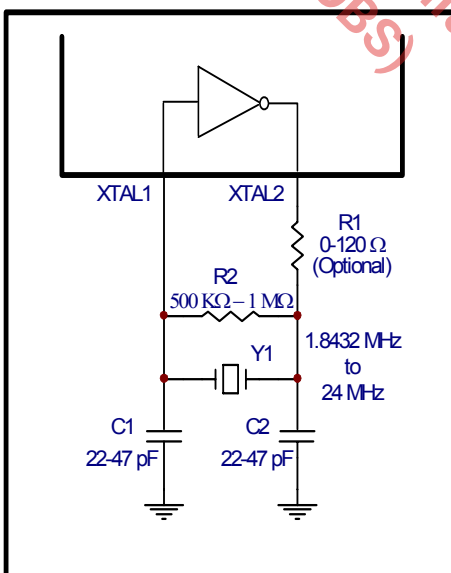 OBS)
XTAL1
XTAL2
R1
0-120 Ω
(Optional)
R2
500 KΩ – 1 MΩ
Y1
1.8432 MHz
to
24 MHz
C1
22-47 pF
C2
22-47 pF